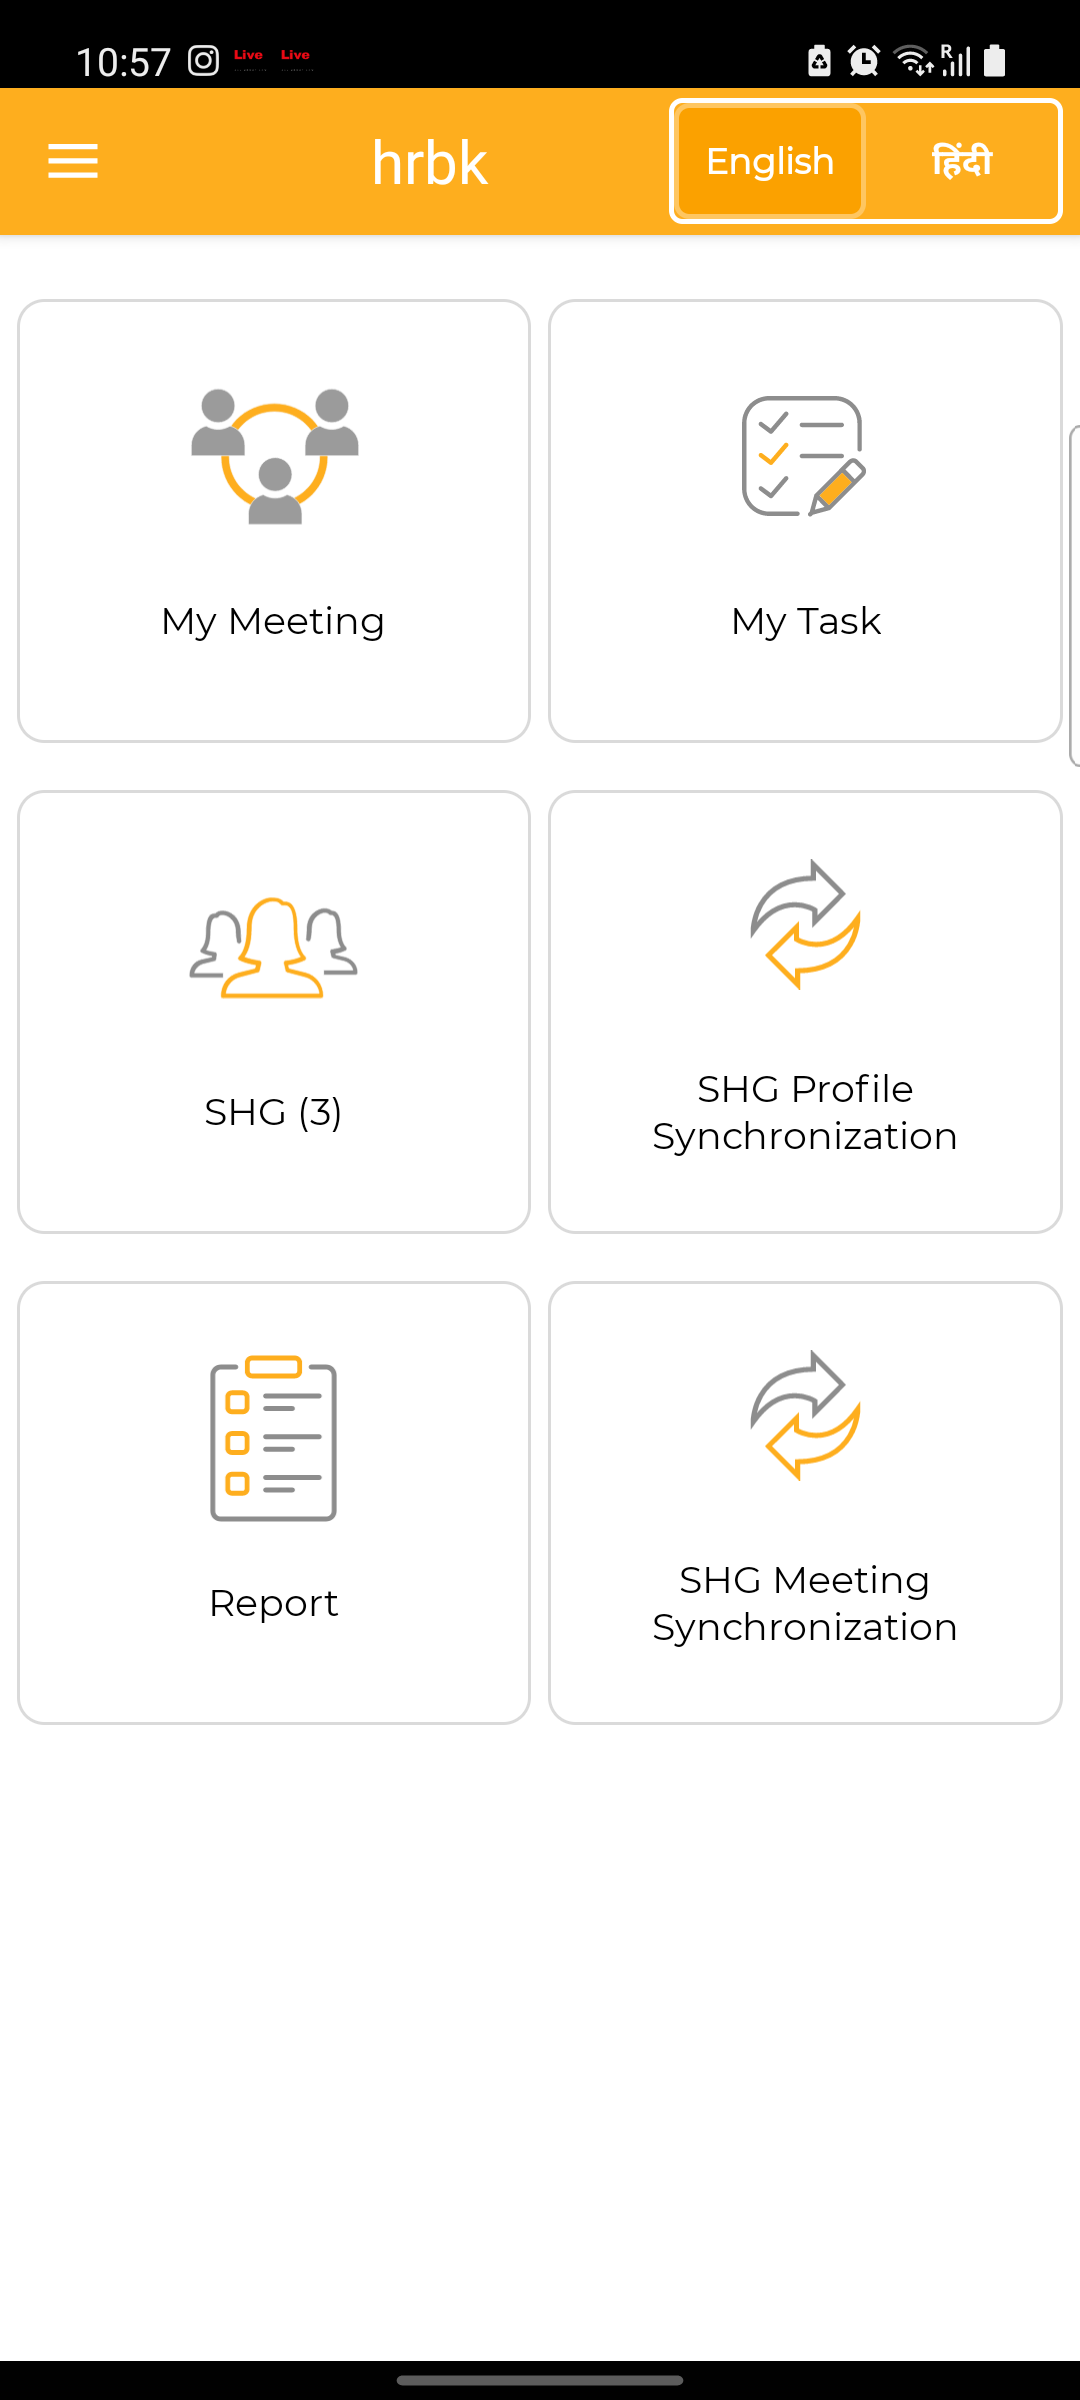 10:57 Live Live R
hrbk
English हिंदी
My Meeting
My Task
SHG (3)
SHG Profile
Synchronization
Report
SHG Meeting
Synchronization